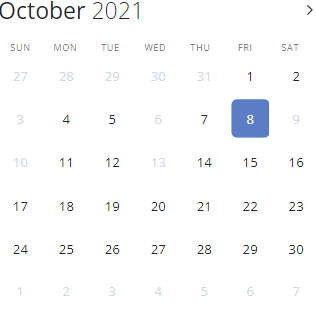 October 2021 >
SUN MON TUE WED THU FRI SAT
27 28 29 30 31 1 2
3 4 5 6 7 8 9
10 11 12 13 14 15 16
17 18 19 20 21 22 23
24 25 26 27 28 29 30
1 2 3 4 5 6 7